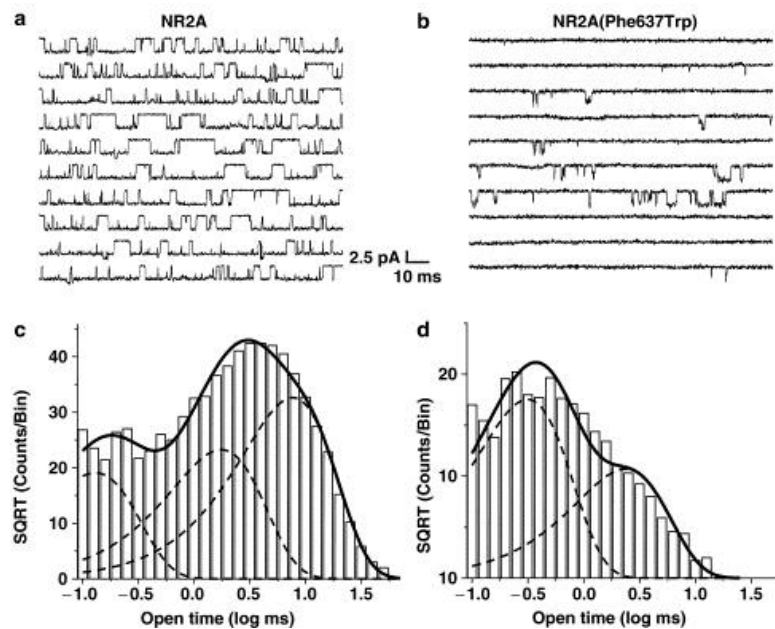 a NR2A
b NR2A(Phe637Trp)
2.5 pA
10 ms
c
SQRT (Counts/Bin)
40
30
20
10
0
−1.0 −0.5 0.0 0.5 1.0 1.5
Open time (log ms)
d
SQRT (Counts/Bin)
20
10
10
−1.0 −0.5 0.0 0.5 1.0 1.5
Open time (log ms)